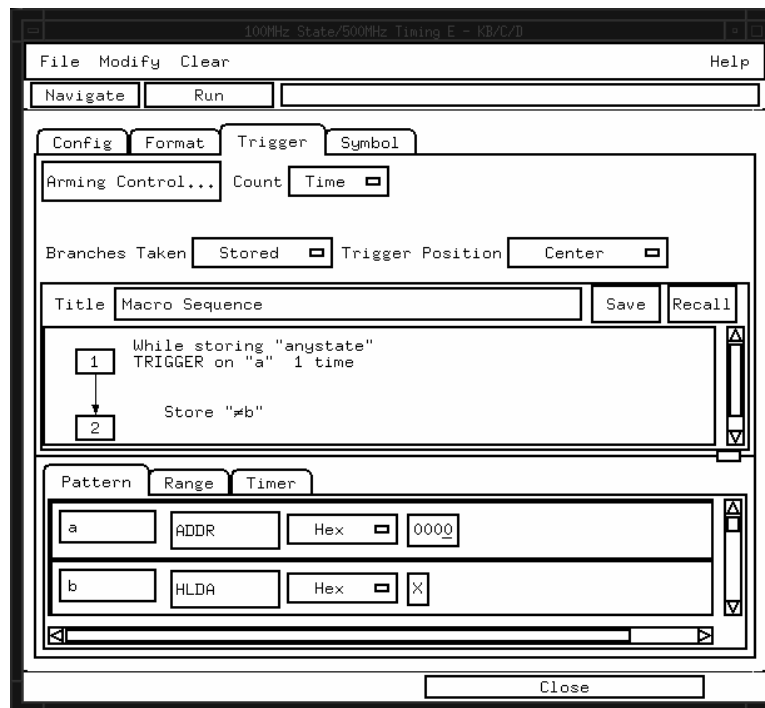 100MHz State/500MHz Timing E - KB/C/D
File Modify Clear Help
Navigate Run
Config Format Trigger Symbol
Arming Control... Count Time
Branches Taken Stored Trigger Position Center
Title Macro Sequence Save Recall
While storing "anystate"
1 TRIGGER on "a" 1 time
Store "≠b"
2
Pattern Range Timer
a ADDR Hex 0000
b HLDA Hex X
Close